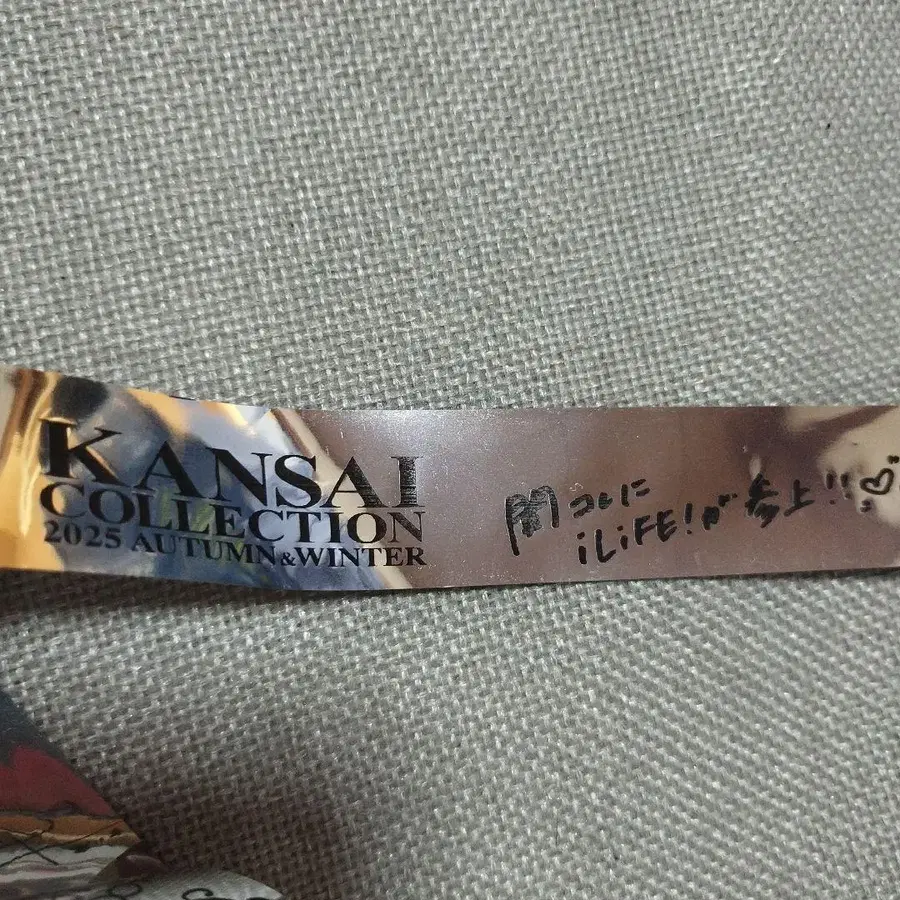 KANSAI
COLLECTION
2025 AUTUMN&WINTER
関コレに
iLiFE!が参上!!♡